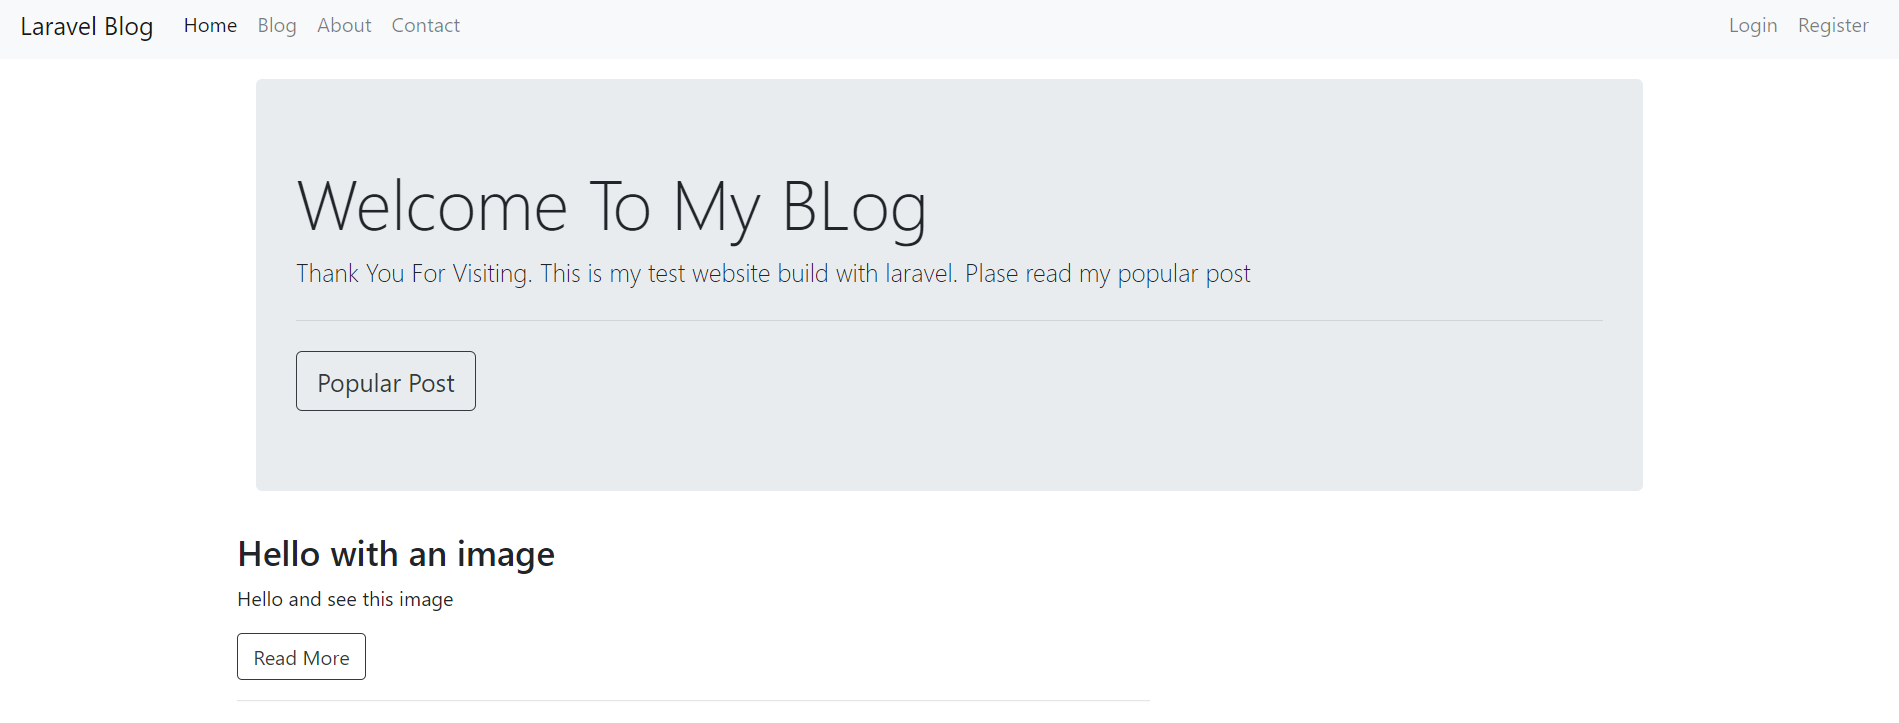 Laravel Blog Home Blog About Contact Login Register
Welcome To My BLog
Thank You For Visiting. This is my test website build with laravel. Plase read my popular post
Popular Post
Hello with an image
Hello and see this image
Read More